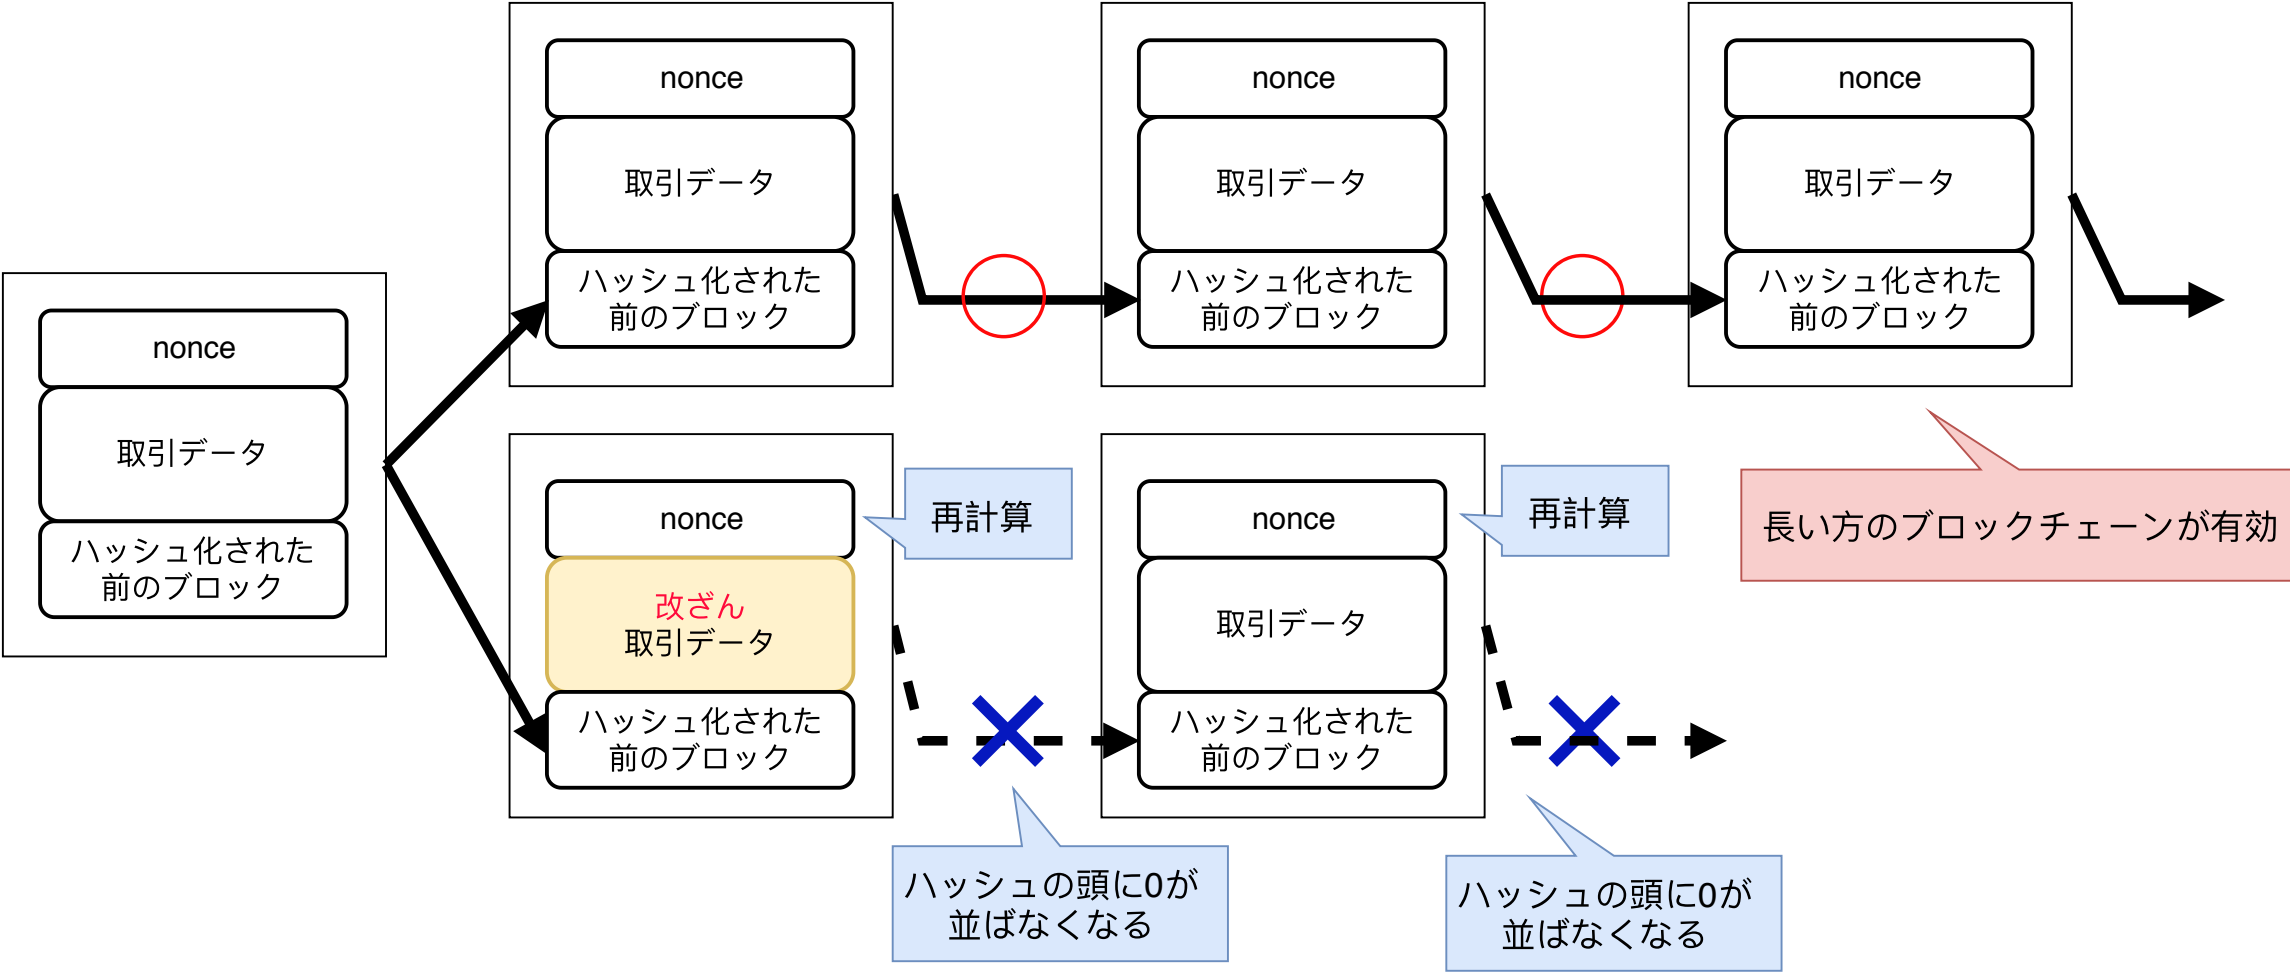 nonce
取引データ
ハッシュ化された
前のブロック
nonce
取引データ
ハッシュ化された
前のブロック
nonce
取引データ
ハッシュ化された
前のブロック
nonce
取引データ
ハッシュ化された
前のブロック
nonce
改ざん
取引データ
ハッシュ化された
前のブロック
再計算
ハッシュの頭に0が
並ばなくなる
nonce
取引データ
ハッシュ化された
前のブロック
再計算
ハッシュの頭に0が
並ばなくなる
長い方のブロックチェーンが有効